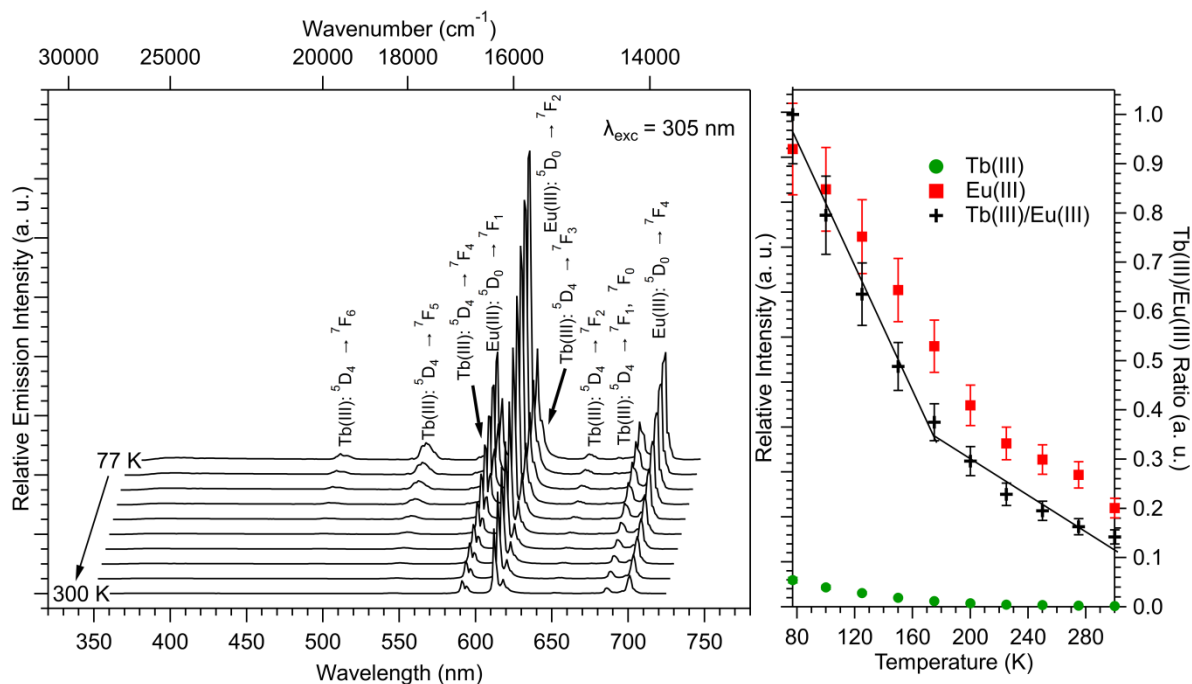 Wavenumber (cm⁻¹)
30000 25000 20000 18000 16000 14000
λexc = 305 nm
Relative Emission Intensity (a. u.)
Tb(III): ⁵D₄ → ⁷F₆
Tb(III): ⁵D₄ → ⁷F₅
Tb(III): ⁵D₄ → ⁷F₄
Eu(III): ⁵D₀ → ⁷F₁
Eu(III): ⁵D₀ → ⁷F₂
Tb(III): ⁵D₄ → ⁷F₃
Tb(III): ⁵D₄ → ⁷F₂
Tb(III): ⁵D₄ → ⁷F₁, ⁷F₀
Eu(III): ⁵D₀ → ⁷F₄
77 K
300 K
350 400 450 500 550 600 650 700 750
Wavelength (nm)
Relative Intensity (a. u.)
Tb(III)
Eu(III)
Tb(III)/Eu(III)
1.0
0.9
0.8
0.7
0.6
0.5
0.4
0.3
0.2
0.1
0.0
Tb(III)/Eu(III) Ratio (a. u.)
80 120 160 200 240 280
Temperature (K)